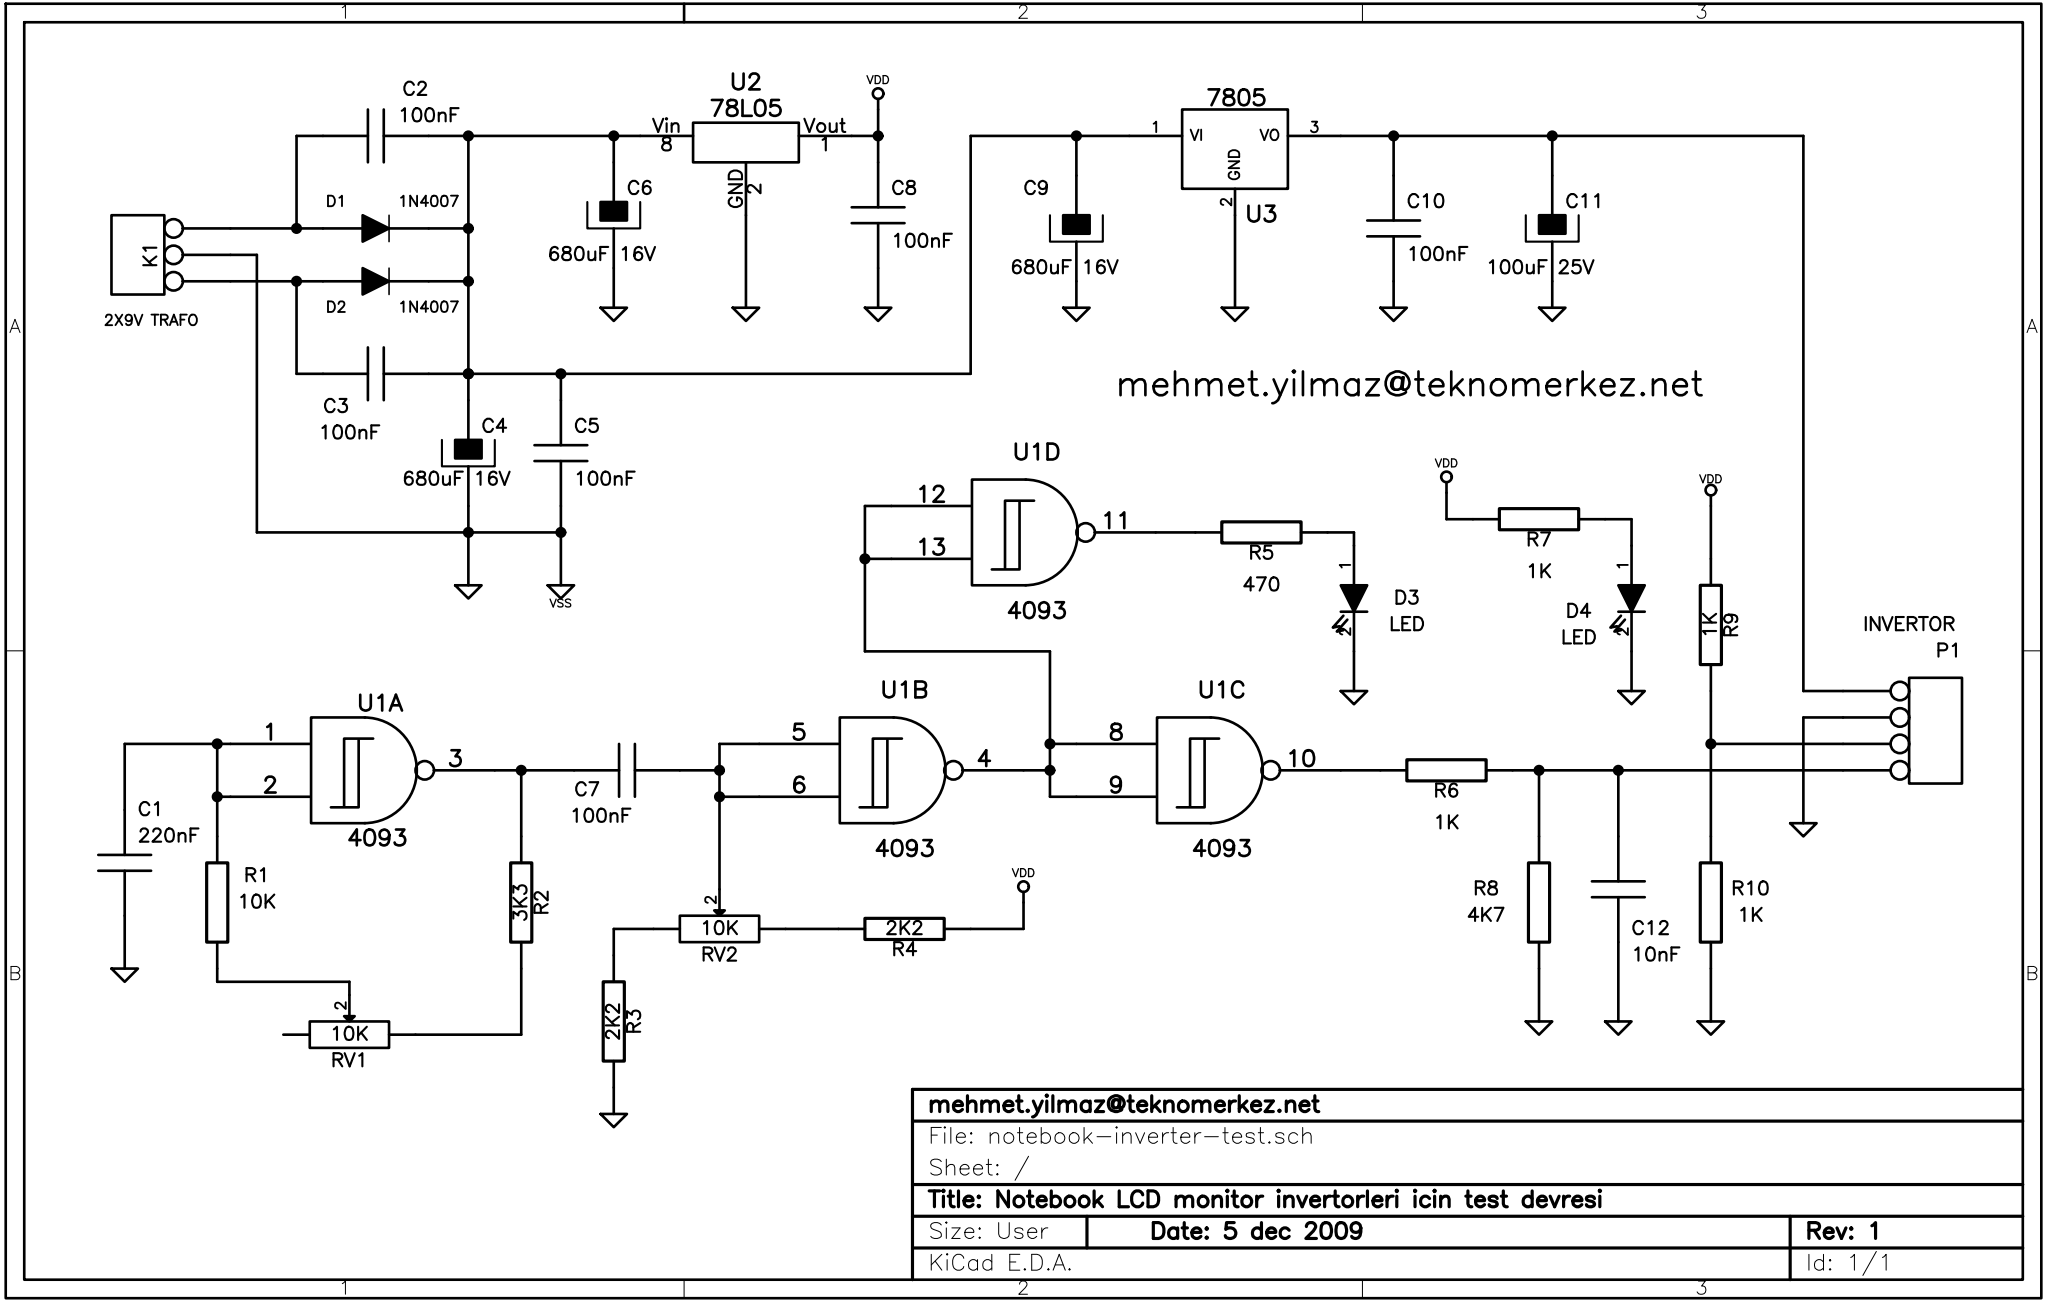 1 2 3
C2
100nF
U2
78L05
Vin
8
Vout
1
GND
2
VDD
C8
100nF
D1 1N4007
K1
D2 1N4007
2X9V TRAFO
C6
680uF 16V
C3
100nF
C4
680uF 16V
C5
100nF
VSS
7805
1 VI VO 3
GND
2
U3
C9
680uF 16V
C10
100nF
C11
100uF 25V
A A
mehmet.yilmaz@teknomerkez.net
U1D
12
13
11
4093
R5
470
1
2
D3
LED
VDD
R7
1K
1
2
D4
LED
VDD
1K
R9
INVERTOR
P1
U1A
1
2
3
4093
C1
220nF
R1
10K
3K3
R2
2
10K
RV1
C7
100nF
U1B
5
6
4
4093
U1C
8
9
10
4093
2
10K
RV2
2K2
R4
VDD
2K2
R3
R6
1K
R8
4K7
C12
10nF
R10
1K
B B
mehmet.yilmaz@teknomerkez.net
File: notebook-inverter-test.sch
Sheet: /
Title: Notebook LCD monitor invertorleri icin test devresi
Size: User Date: 5 dec 2009 Rev: 1
KiCad E.D.A. Id: 1/1
1 2 3